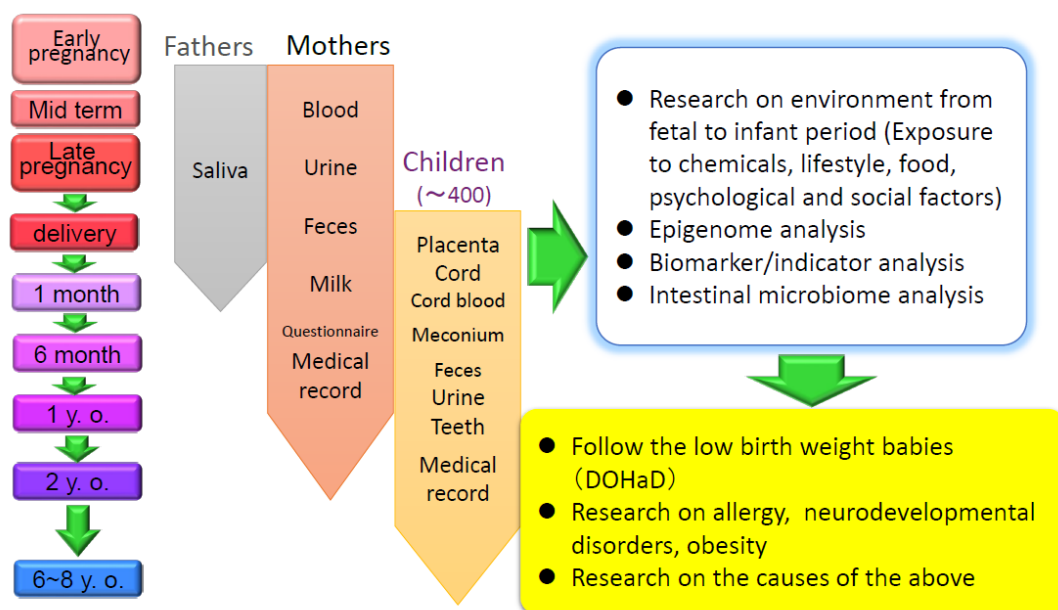 Early
pregnancy
Mid term
Late
pregnancy
delivery
1 month
6 month
1 y. o.
2 y. o.
6~8 y. o.
Fathers
Saliva
Mothers
Blood
Urine
Feces
Milk
Questionnaire
Medical
record
Children
(～400)
Placenta
Cord
Cord blood
Meconium
Feces
Urine
Teeth
Medical
record
● Research on environment from
fetal to infant period (Exposure
to chemicals, lifestyle, food,
psychological and social factors)
● Epigenome analysis
● Biomarker/indicator analysis
● Intestinal microbiome analysis
● Follow the low birth weight babies
（DOHaD）
● Research on allergy, neurodevelopmental
disorders, obesity
● Research on the causes of the above